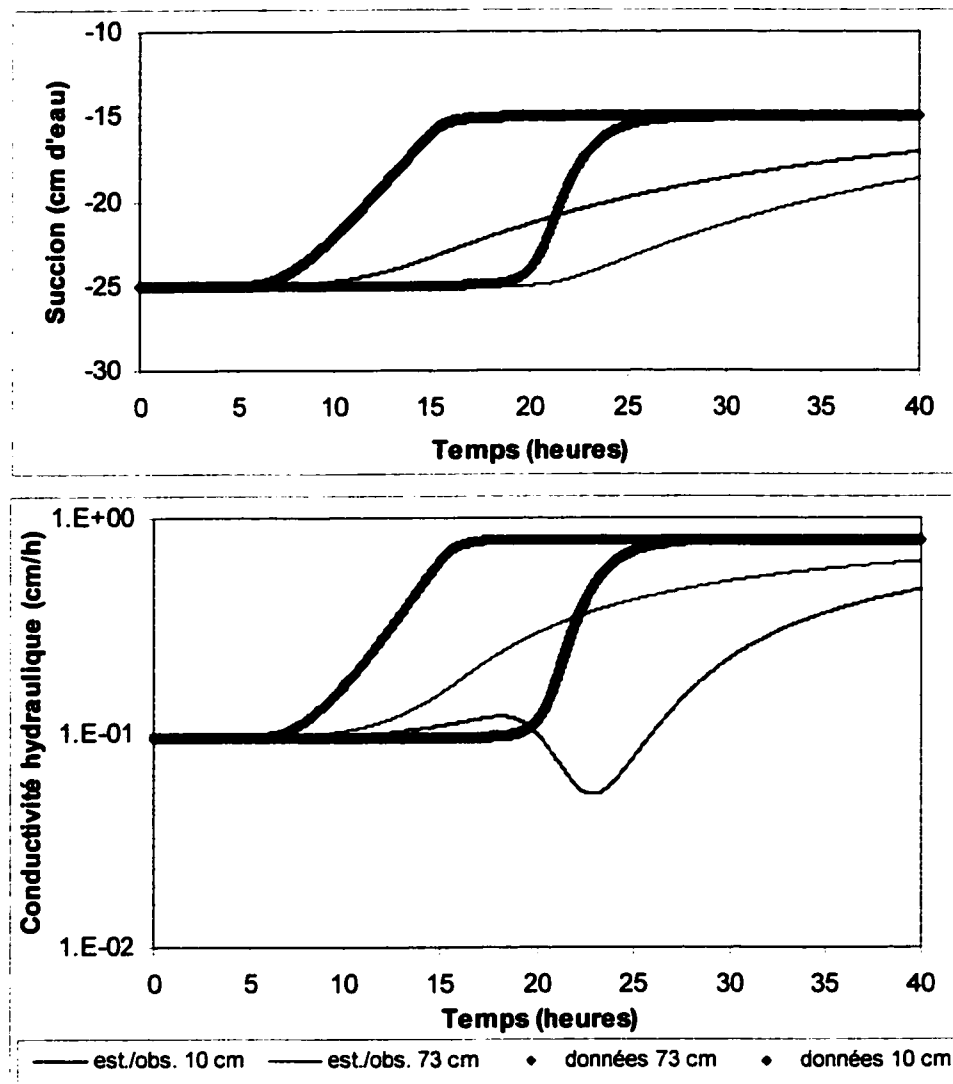 -10
-15
-20
-25
-30
Succion (cm d'eau)
0 5 10 15 20 25 30 35 40
Temps (heures)
1.E+00
1.E-01
1.E-02
Conductivité hydraulique (cm/h)
0 5 10 15 20 25 30 35 40
Temps (heures)
est./obs. 10 cm est./obs. 73 cm données 73 cm données 10 cm